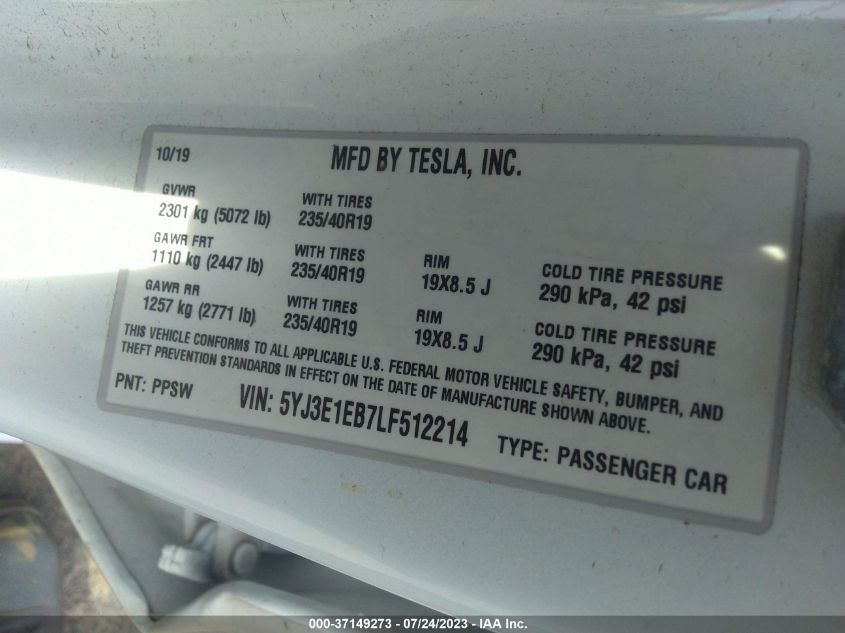 10/19
MFD BY TESLA, INC.
GVWR
2301 kg (5072 lb)
WITH TIRES
235/40R19
GAWR FRT
1110 kg (2447 lb)
WITH TIRES
235/40R19
RIM
19X8.5 J
COLD TIRE PRESSURE
290 kPa, 42 psi
GAWR RR
1257 kg (2771 lb)
WITH TIRES
235/40R19
RIM
19X8.5 J
COLD TIRE PRESSURE
290 kPa, 42 psi
THIS VEHICLE CONFORMS TO ALL APPLICABLE U.S. FEDERAL MOTOR VEHICLE SAFETY, BUMPER, AND
THEFT PREVENTION STANDARDS IN EFFECT ON THE DATE OF MANUFACTURE SHOWN ABOVE.
PNT: PPSW
VIN: 5YJ3E1EB7LF512214
TYPE: PASSENGER CAR
000-37149273 - 07/24/2023 - IAA Inc.